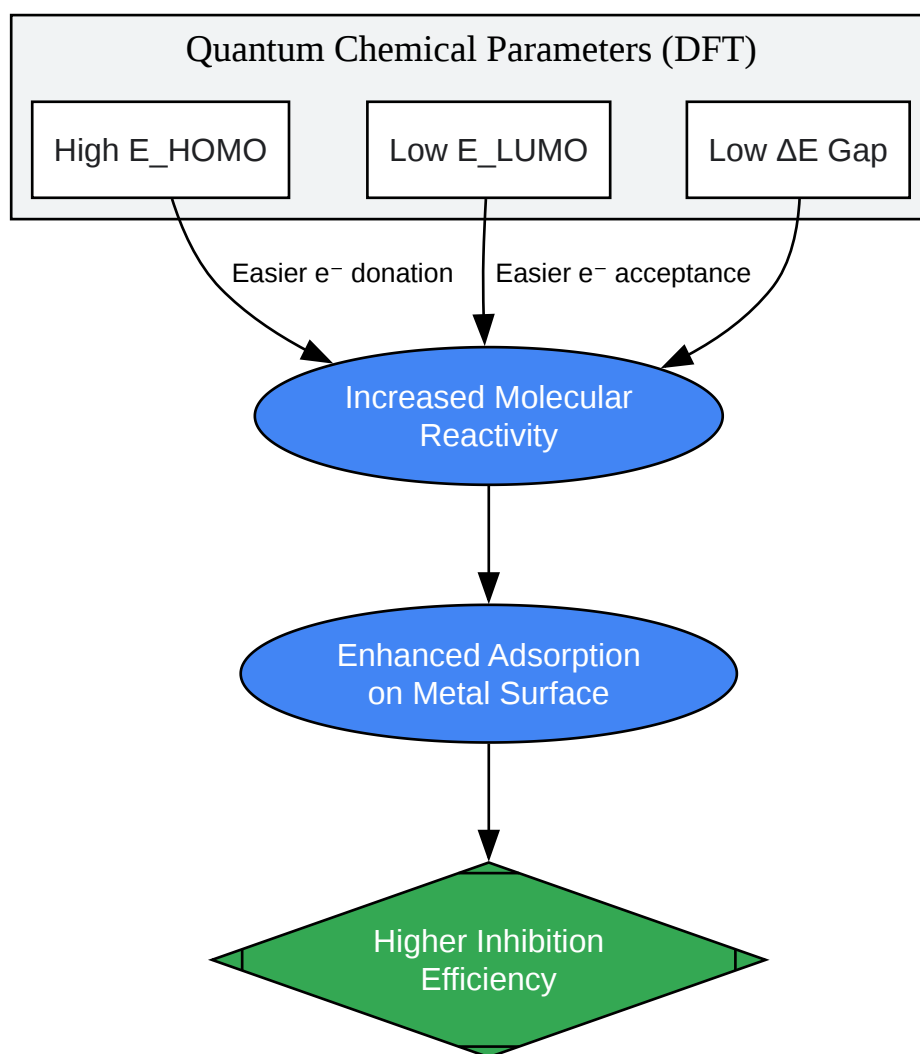 Quantum Chemical Parameters (DFT)
High E_HOMO
Low E_LUMO
Low ΔE Gap
Easier e⁻ donation
Easier e⁻ acceptance
Increased Molecular
Reactivity
Enhanced Adsorption
on Metal Surface
Higher Inhibition
Efficiency